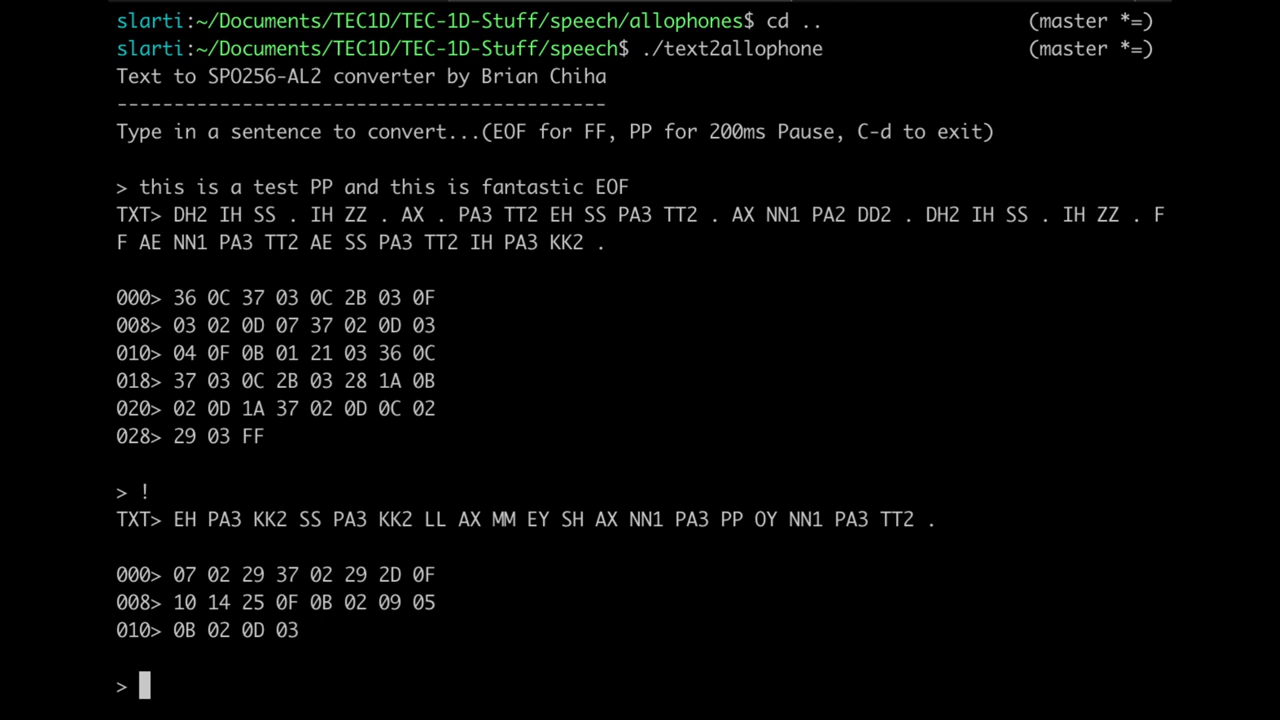 slarti:~/Documents/TEC1D/TEC-1D-Stuff/speech/allophones$ cd .. (master *=)
slarti:~/Documents/TEC1D/TEC-1D-Stuff/speech$ ./text2allophone (master *=)
Text to SPO256-AL2 converter by Brian Chiha
-------------------------------------------
Type in a sentence to convert...(EOF for FF, PP for 200ms Pause, C-d to exit)
> this is a test PP and this is fantastic EOF
TXT> DH2 IH SS . IH ZZ . AX . PA3 TT2 EH SS PA3 TT2 . AX NN1 PA2 DD2 . DH2 IH SS . IH ZZ . F
F AE NN1 PA3 TT2 AE SS PA3 TT2 IH PA3 KK2 .
000> 36 0C 37 03 0C 2B 03 0F
008> 03 02 0D 07 37 02 0D 03
010> 04 0F 0B 01 21 03 36 0C
018> 37 03 0C 2B 03 28 1A 0B
020> 02 0D 1A 37 02 0D 0C 02
028> 29 03 FF
> !
TXT> EH PA3 KK2 SS PA3 KK2 LL AX MM EY SH AX NN1 PA3 PP OY NN1 PA3 TT2 .
000> 07 02 29 37 02 29 2D 0F
008> 10 14 25 0F 0B 02 09 05
010> 0B 02 0D 03
>